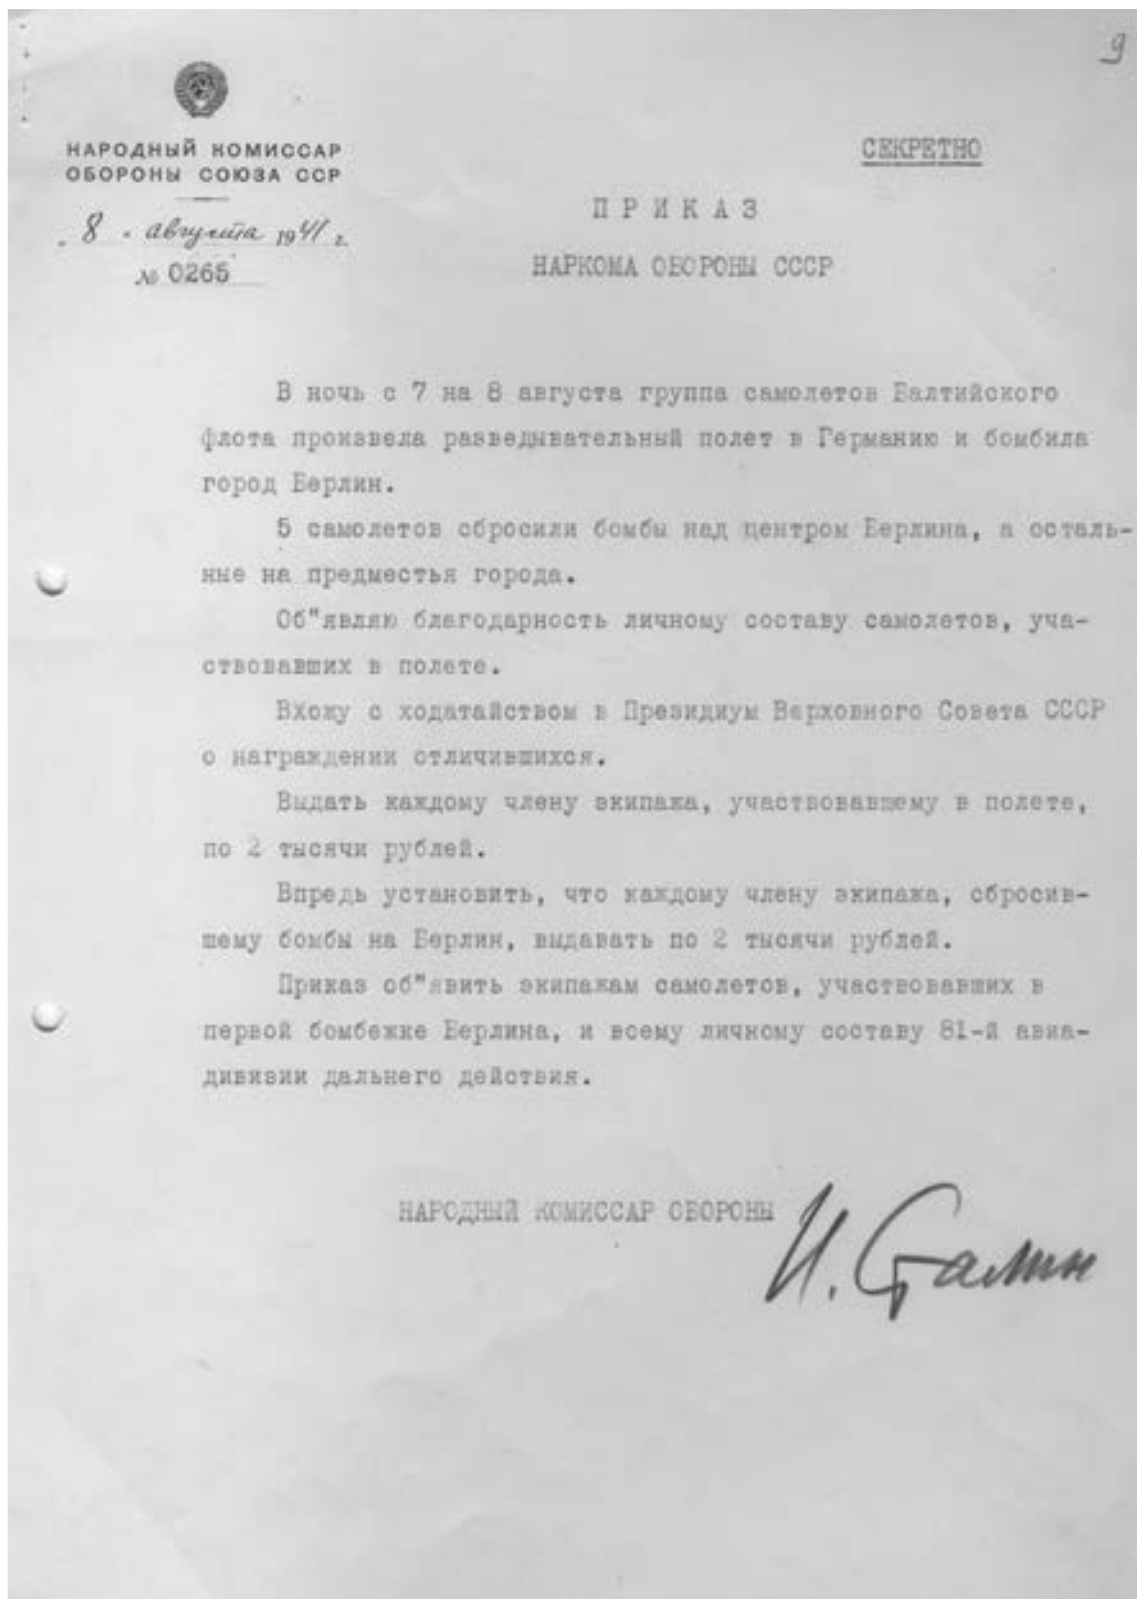 9
НАРОДНЫЙ КОМИССАР
ОБОРОНЫ СОЮЗА ССР
„ 8 " августа 1941 г.
№ 0265
СЕКРЕТНО
ПРИКАЗ
НАРКОМА ОБОРОНЫ СССР
В ночь с 7 на 8 августа группа самолетов Балтийского
флота произвела разведывательный полет в Германию и бомбила
город Берлин.
5 самолетов сбросили бомбы над центром Берлина, а осталь-
ные на предместья города.
Об"являю благодарность личному составу самолетов, уча-
ствовавших в полете.
Вхожу с ходатайством в Президиум Верховного Совета СССР
о награждении отличившихся.
Выдать каждому члену экипажа, участвовавшему в полете,
по 2 тысячи рублей.
Впредь установить, что каждому члену экипажа, сбросив-
шему бомбы на Берлин, выдавать по 2 тысячи рублей.
Приказ об"явить экипажам самолетов, участвовавших в
первой бомбежке Берлина, и всему личному составу 81-й авиа-
дивизии дальнего действия.
НАРОДНЫЙ КОМИССАР ОБОРОНЫ
И. Сталин